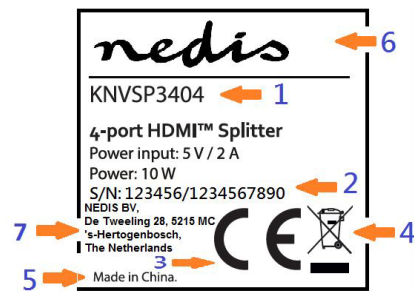 nedis
6
KNVSP3404
1
4-port HDMI™ Splitter
Power input: 5 V / 2 A
Power: 10 W
S/N: 123456/1234567890
2
NEDIS BV,
De Tweeling 28, 5215 MC
7
's-Hertogenbosch,
The Netherlands
CE
3
4
5
Made in China.